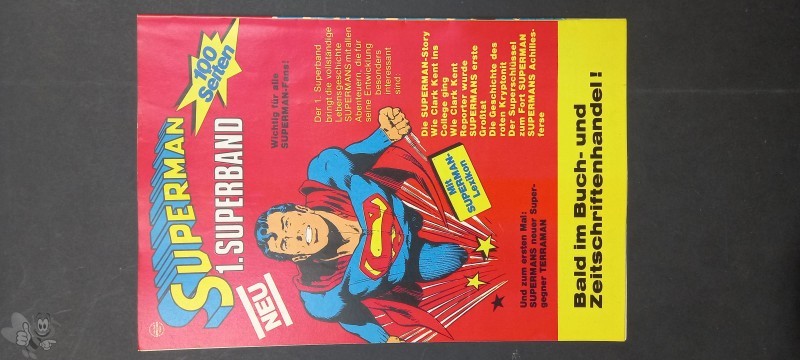 SUPERMAN
1. SUPERBAND
100
Seiten
NEU
Wichtig für alle
SUPERMAN-Fans!
Der 1. Superband
bringt die vollständige
Lebensgeschichte
SUPERMANS mit allen
Abenteuern, die für
seine Entwicklung
besonders
interessant
sind:
Die SUPERMAN-Story
Wie Clark Kent ins
College ging
Wie Clark Kent
Reporter wurde
SUPERMANS erste
Großtat
Die Geschichte des
roten Kryptonit
Der Superschlüssel
zum Fort SUPERMAN
SUPERMANS Achilles-
ferse
Mit
SUPERMAN-
Lexikon
Und zum ersten Mal:
SUPERMANS neuer Super-
gegner TERRAMAN
Bald im Buch- und
Zeitschriftenhandel!